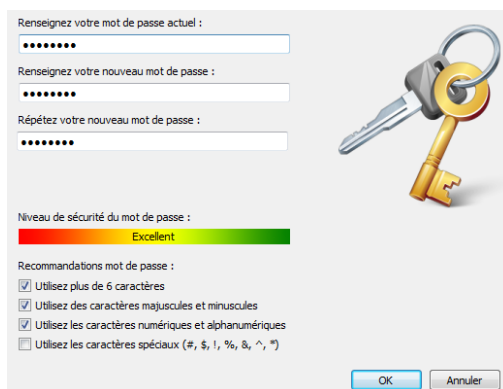 Renseignez votre mot de passe actuel :
••••••••
Renseignez votre nouveau mot de passe :
••••••••
Répétez votre nouveau mot de passe :
••••••••
Niveau de sécurité du mot de passe :
Excellent
Recommandations mot de passe :
Utilisez plus de 6 caractères
Utilisez des caractères majuscules et minuscules
Utilisez les caractères numériques et alphanumériques
Utilisez les caractères spéciaux (#, $, !, %, &, ^, *)
OK Annuler